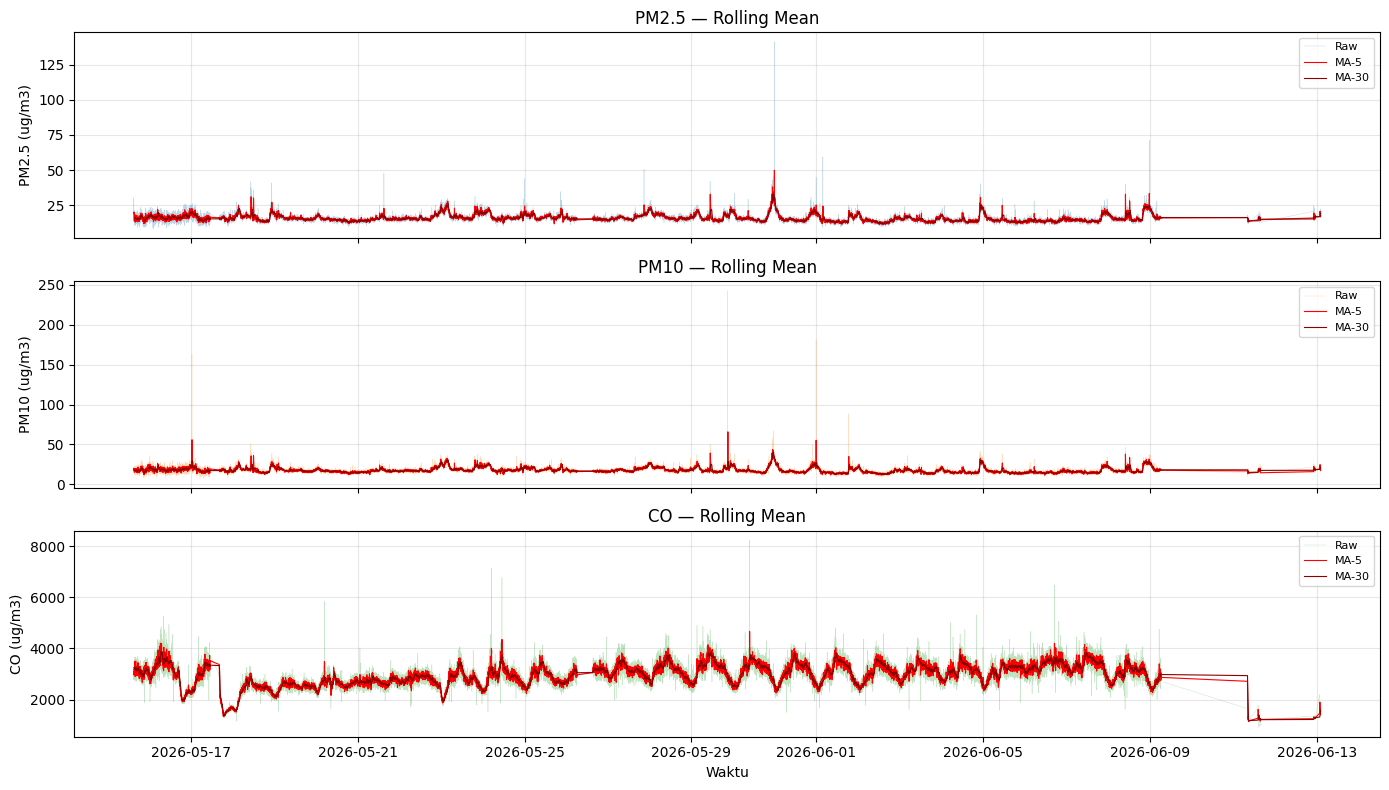 PM2.5 — Rolling Mean
PM2.5 (ug/m3)
125
100
75
50
25
Raw
MA-5
MA-30
PM10 — Rolling Mean
PM10 (ug/m3)
250
200
150
100
50
0
Raw
MA-5
MA-30
CO — Rolling Mean
CO (ug/m3)
8000
6000
4000
2000
Raw
MA-5
MA-30
2026-05-17
2026-05-21
2026-05-25
2026-05-29
2026-06-01
2026-06-05
2026-06-09
2026-06-13
Waktu